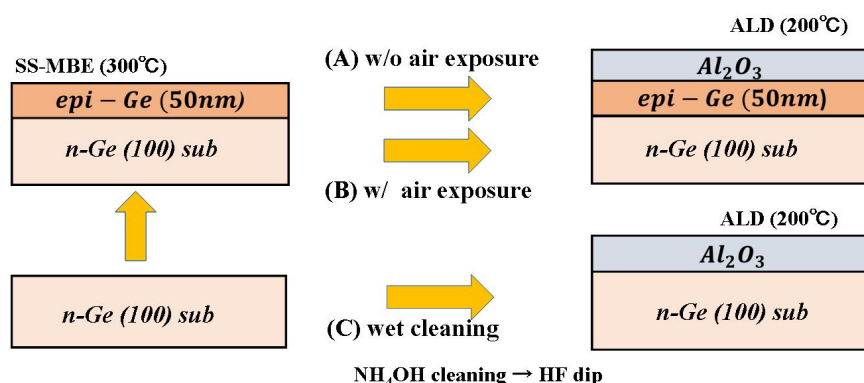 ALD (200℃)
SS-MBE (300℃)
(A) w/o air exposure
Al₂O₃
epi − Ge (50nm)
epi − Ge (50nm)
n-Ge (100) sub
n-Ge (100) sub
(B) w/ air exposure
ALD (200℃)
Al₂O₃
n-Ge (100) sub
n-Ge (100) sub
(C) wet cleaning
NH₄OH cleaning → HF dip